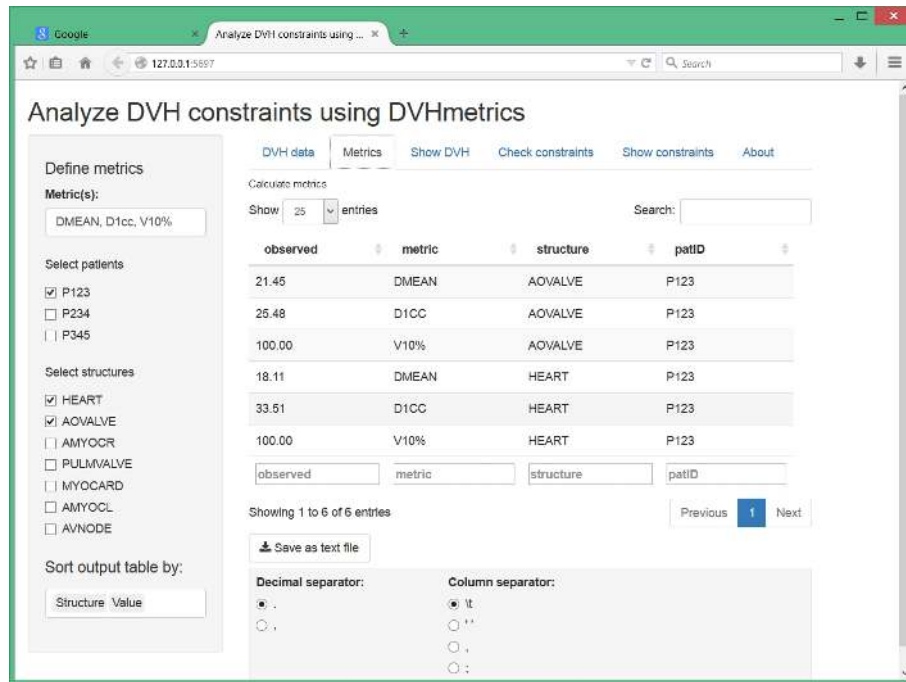 Google
Analyze DVH constraints using ...
127.0.0.1:5697
Search
Analyze DVH constraints using DVHmetrics
Define metrics
Metric(s):
DMEAN, D1cc, V10%
Select patients
P123
P234
P345
Select structures
HEART
AOVALVE
AMYOCR
PULMVALVE
MYOCARD
AMYOCL
AVNODE
Sort output table by:
Structure Value
DVH data Metrics Show DVH Check constraints Show constraints About
Calculate metrics
Show 25 entries Search:
observed metric structure patID
21.45 DMEAN AOVALVE P123
25.48 D1CC AOVALVE P123
100.00 V10% AOVALVE P123
18.11 DMEAN HEART P123
33.51 D1CC HEART P123
100.00 V10% HEART P123
observed metric structure patID
Showing 1 to 6 of 6 entries Previous 1 Next
Save as text file
Decimal separator: Column separator:
. \t
, ' '
,
;